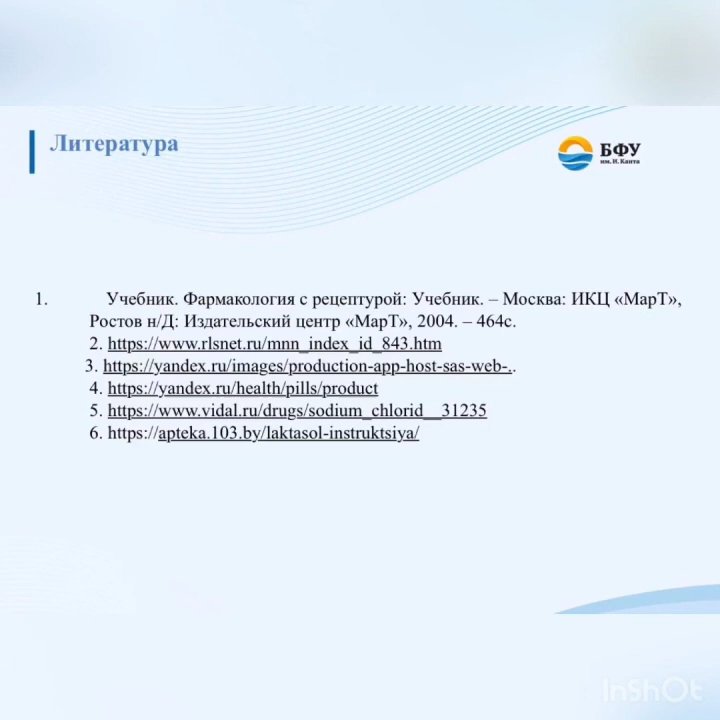 Литература
БФУ
им. И. Канта
1. Учебник. Фармакология с рецептурой: Учебник. – Москва: ИКЦ «МарТ»,
Ростов н/Д: Издательский центр «МарТ», 2004. – 464с.
2. https://www.rlsnet.ru/mnn_index_id_843.htm
3. https://yandex.ru/images/production-app-host-sas-web-..
4. https://yandex.ru/health/pills/product
5. https://www.vidal.ru/drugs/sodium_chlorid__31235
6. https://apteka.103.by/laktasol-instruktsiya/
InShOt